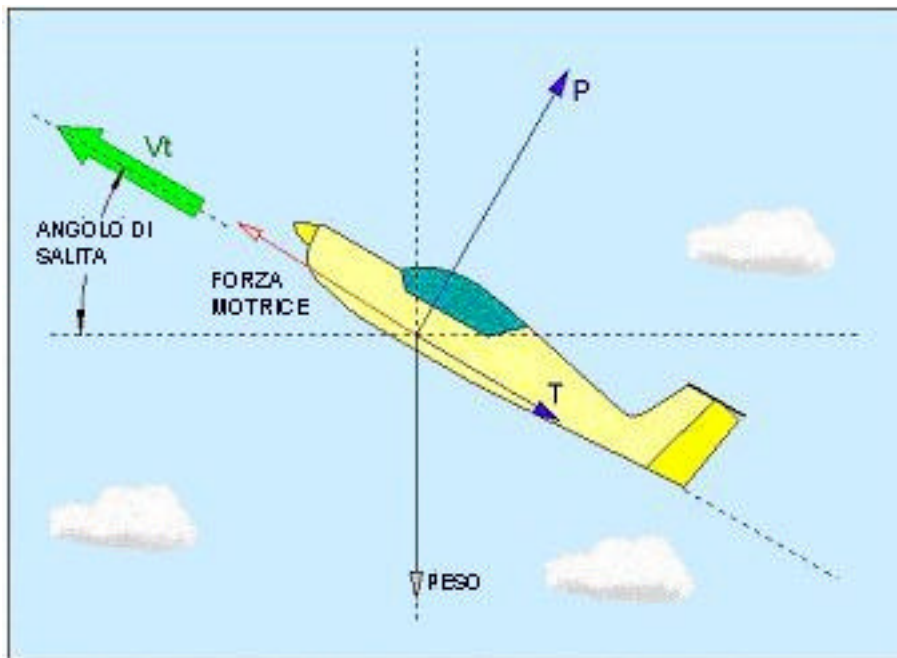 P
Vt
ANGOLO DI
SALITA
FORZA
MOTRICE
T
PESO